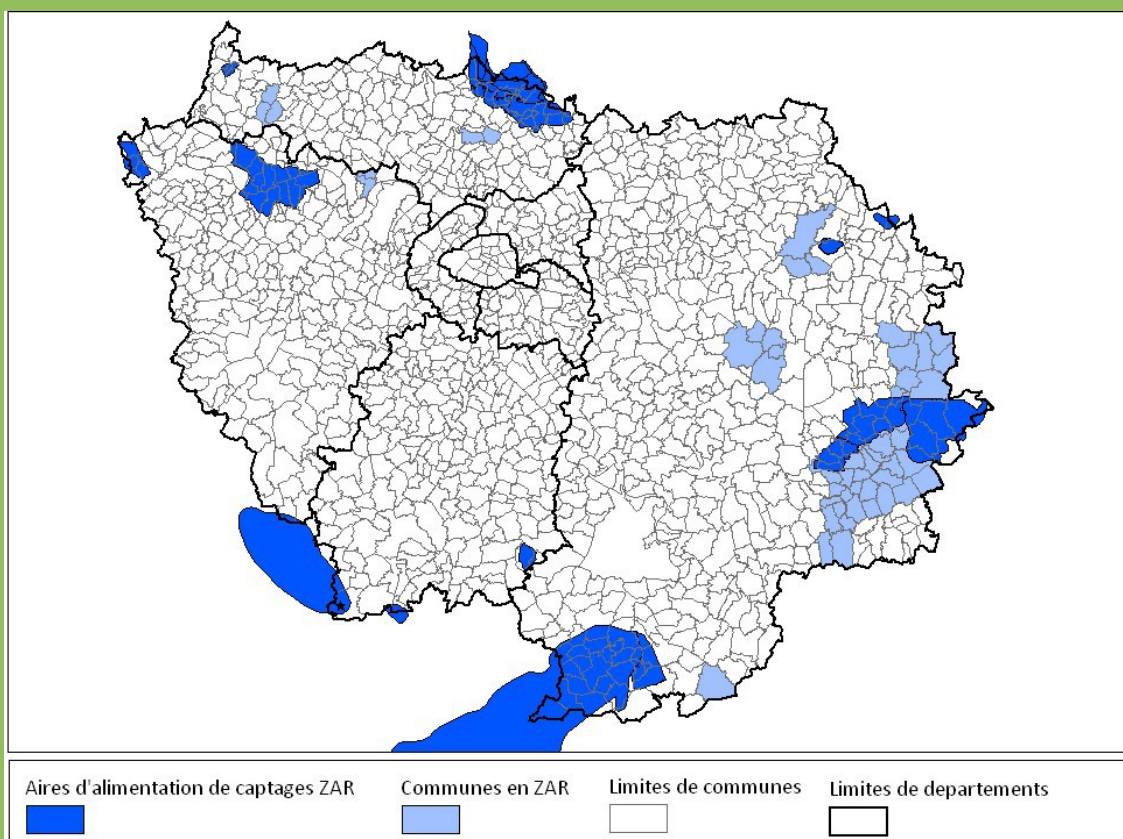 Aires d'alimentation de captages ZAR
Communes en ZAR
Limites de communes
Limites de departements